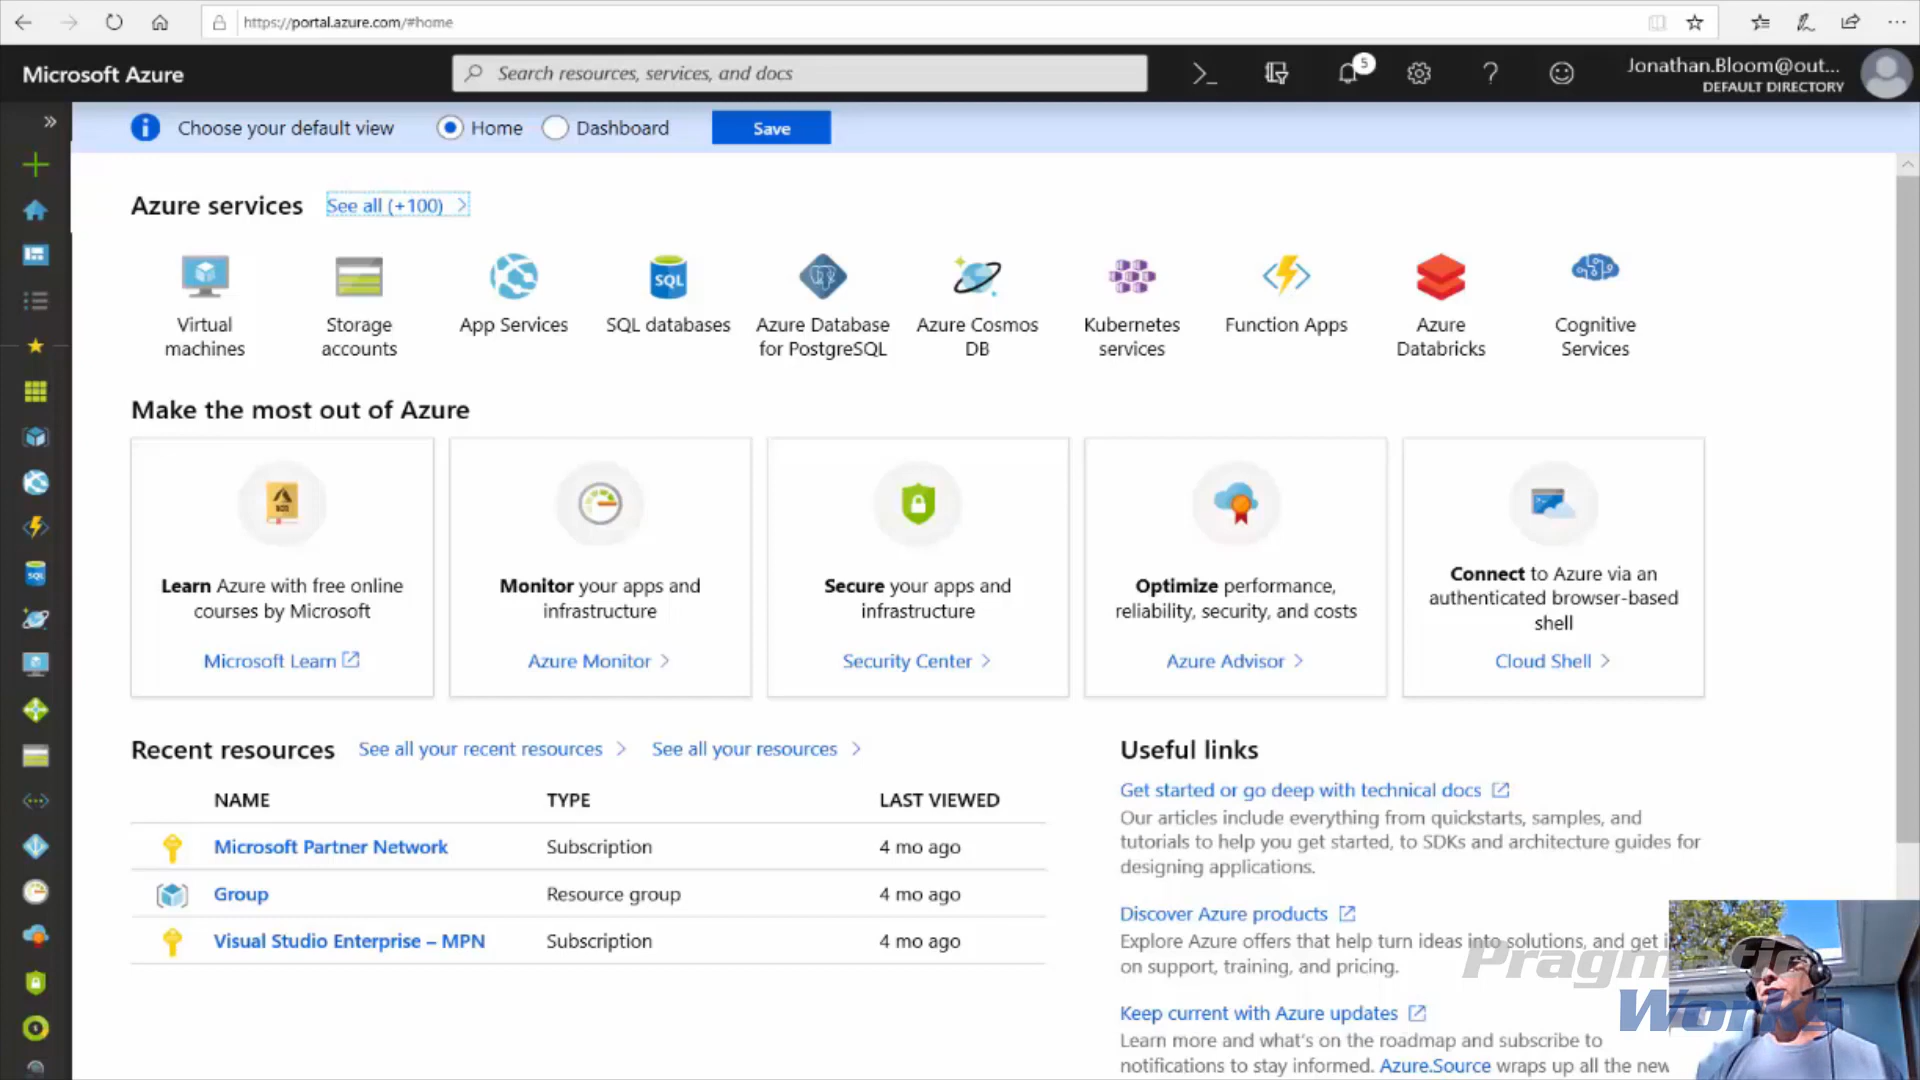 https://portal.azure.com/#home
Microsoft Azure
Search resources, services, and docs
5
Jonathan.Bloom@out...
DEFAULT DIRECTORY
Choose your default view
Home
Dashboard
Save
Azure services
See all (+100)
Virtual
machines
Storage
accounts
App Services
SQL
SQL databases
Azure Database
for PostgreSQL
Azure Cosmos
DB
Kubernetes
services
Function Apps
Azure
Databricks
Cognitive
Services
Make the most out of Azure
Learn Azure with free online
courses by Microsoft
Microsoft Learn
Monitor your apps and
infrastructure
Azure Monitor
Secure your apps and
infrastructure
Security Center
Optimize performance,
reliability, security, and costs
Azure Advisor
Connect to Azure via an
authenticated browser-based
shell
Cloud Shell
SQL
Recent resources
See all your recent resources
See all your resources
NAME TYPE LAST VIEWED
Microsoft Partner Network Subscription 4 mo ago
Group Resource group 4 mo ago
Visual Studio Enterprise – MPN Subscription 4 mo ago
Useful links
Get started or go deep with technical docs
Our articles include everything from quickstarts, samples, and
tutorials to help you get started, to SDKs and architecture guides for
designing applications.
Discover Azure products
Explore Azure offers that help turn ideas into solutions, and get
on support, training, and pricing.
Keep current with Azure updates
Learn more and what's on the roadmap and subscribe to
notifications to stay informed. Azure.Source wraps up all the new
Pragmatic
Works